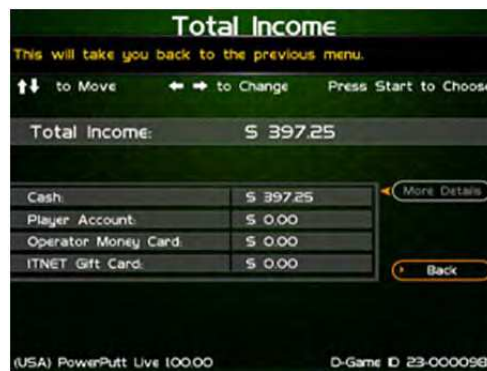 Total Income
This will take you back to the previous menu.
to Move to Change Press Start to Choose
Total Income: $ 397.25
More Details
Cash: $ 397.25
Player Account: $ 0.00
Operator Money Card: $ 0.00
ITNET Gift Card: $ 0.00
Back
(USA) PowerPutt Live 1.00.00 D-Game ID 23-000098